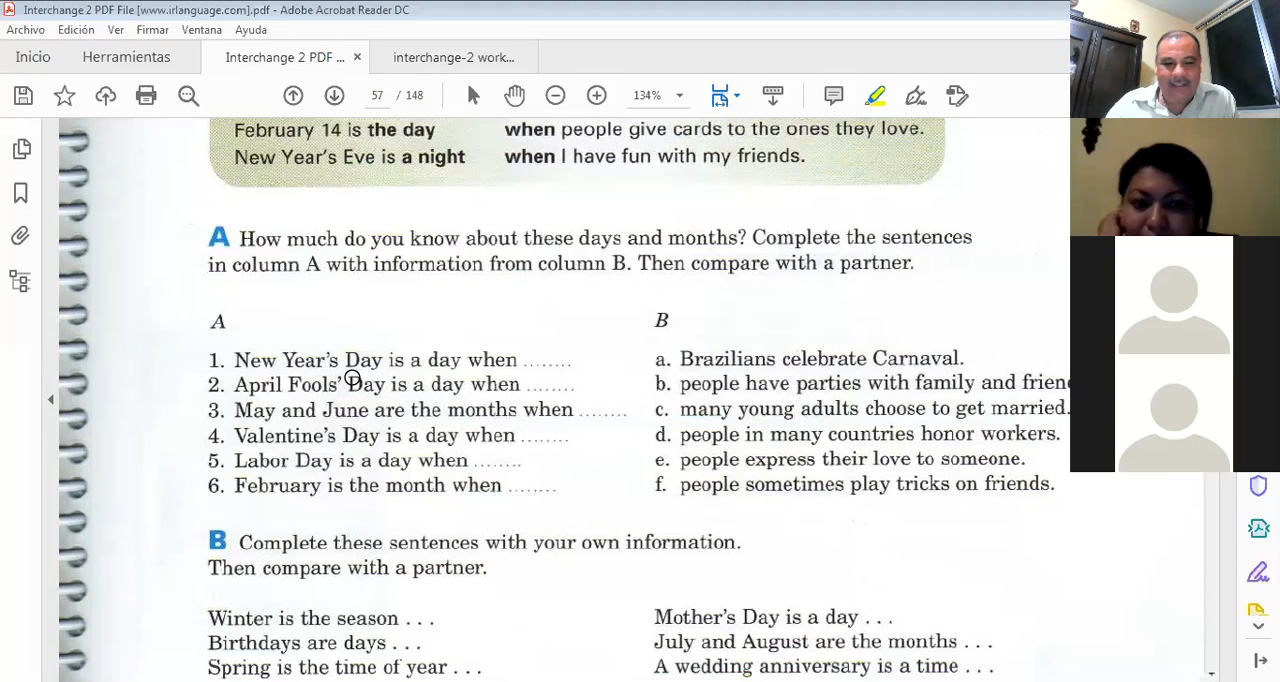 Interchange 2 PDF File [www.irlanguage.com].pdf - Adobe Acrobat Reader DC
Archivo Edición Ver Firmar Ventana Ayuda
Inicio Herramientas Interchange 2 PDF ... × interchange-2 work...
57 / 148 134%
February 14 is the day when people give cards to the ones they love.
New Year's Eve is a night when I have fun with my friends.
A How much do you know about these days and months? Complete the sentences
in column A with information from column B. Then compare with a partner.
A
1. New Year's Day is a day when ........
2. April Fools' Day is a day when ........
3. May and June are the months when ........
4. Valentine's Day is a day when ........
5. Labor Day is a day when ........
6. February is the month when ........
B
a. Brazilians celebrate Carnaval.
b. people have parties with family and
c. many young adults choose to get married.
d. people in many countries honor workers.
e. people express their love to someone.
f. people sometimes play tricks on friends.
B Complete these sentences with your own information.
Then compare with a partner.
Winter is the season . . .
Birthdays are days . . .
Spring is the time of year . . .
Mother's Day is a day . . .
July and August are the months . . .
A wedding anniversary is a time . . .